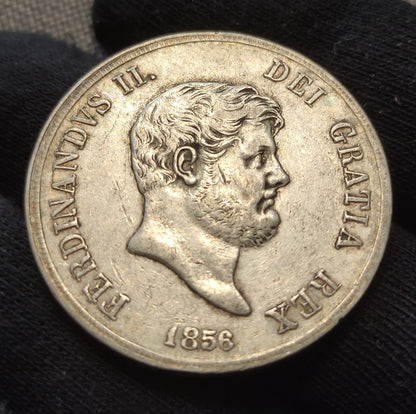 FERDINANDVS II. DEI GRATIA REX
1856